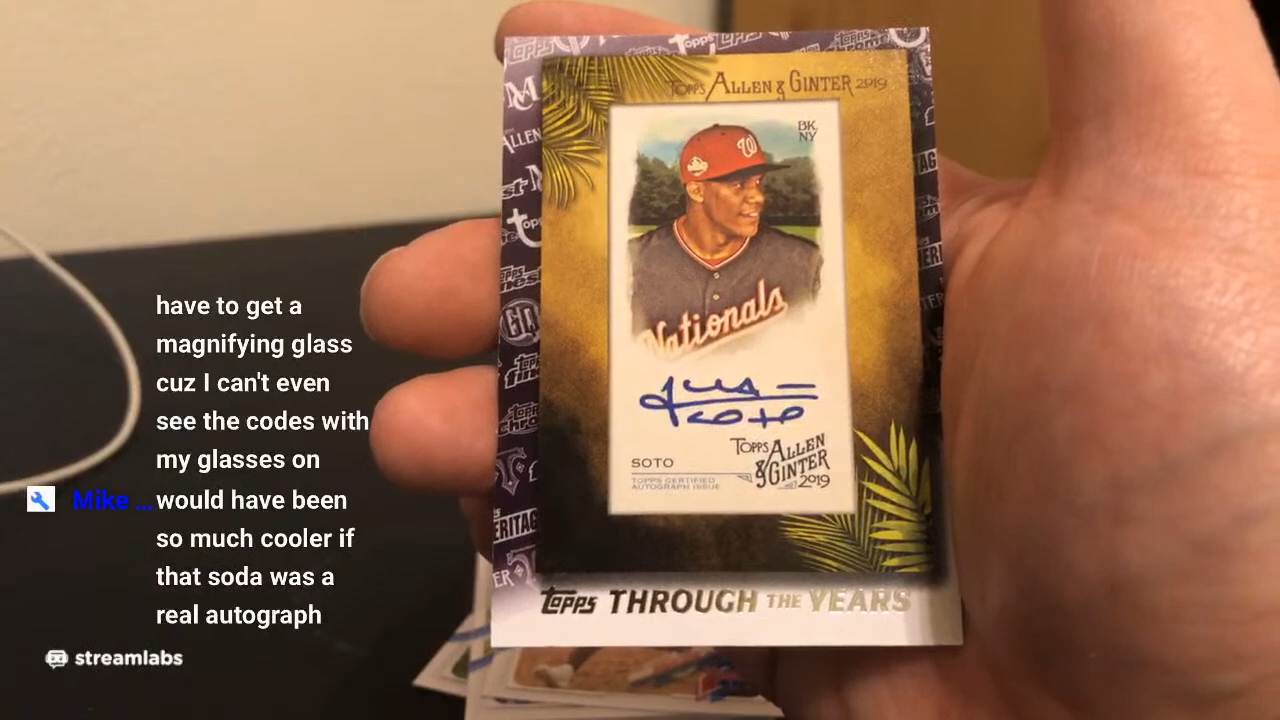 TOPPS ALLEN & GINTER 2019
BK.
NY
W
Nationals
SOTO
TOPPS CERTIFIED
AUTOGRAPH ISSUE
TOPPS ALLEN
& GINTER
2019
topps THROUGH THE YEARS
have to get a
magnifying glass
cuz I can't even
see the codes with
my glasses on
Mike ... would have been
so much cooler if
that soda was a
real autograph
streamlabs